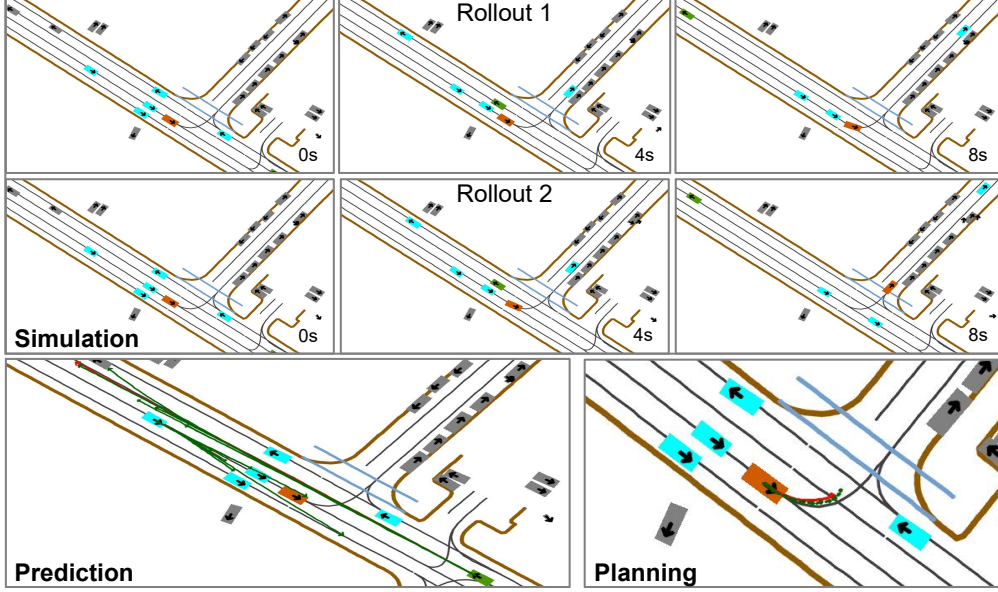 Rollout 1
0s
4s
8s
Rollout 2
Simulation
0s
4s
8s
Prediction
Planning